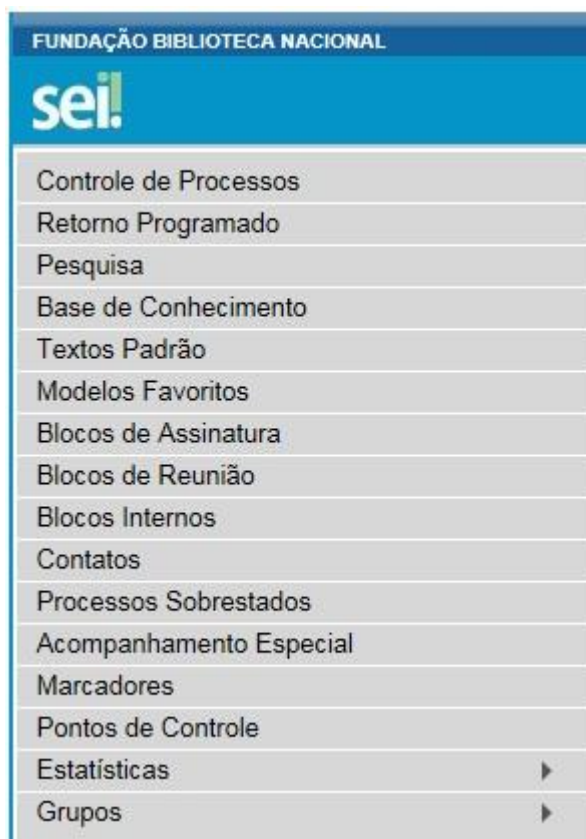 FUNDAÇÃO BIBLIOTECA NACIONAL
sei!
Controle de Processos
Retorno Programado
Pesquisa
Base de Conhecimento
Textos Padrão
Modelos Favoritos
Blocos de Assinatura
Blocos de Reunião
Blocos Internos
Contatos
Processos Sobrestados
Acompanhamento Especial
Marcadores
Pontos de Controle
Estatísticas
Grupos